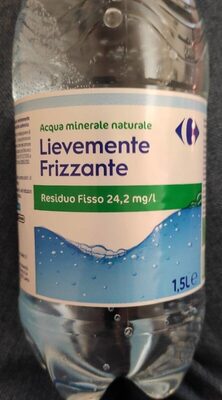 Acqua minerale naturale
Lievemente
Frizzante
Residuo Fisso 24,2 mg/l
1,5L e